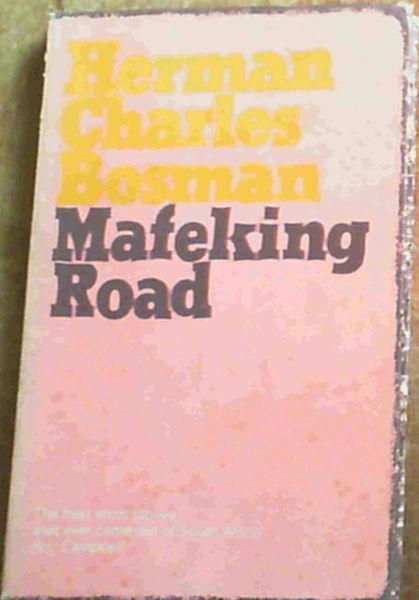 Herman
Charles
Bosman
Mafeking
Road
The best short stories
that ever came out of South Africa
Roy Campbell